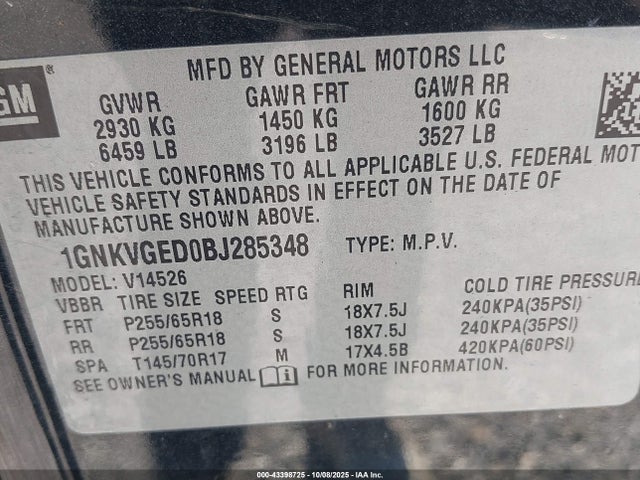 GM ®
MFD BY GENERAL MOTORS LLC
GVWR GAWR FRT GAWR RR
2930 KG 1450 KG 1600 KG
6459 LB 3196 LB 3527 LB
THIS VEHICLE CONFORMS TO ALL APPLICABLE U.S. FEDERAL MOT
VEHICLE SAFETY STANDARDS IN EFFECT ON THE DATE OF
MANUFACTURE SHOWN ABOVE.
1GNKVGED0BJ285348 TYPE: M.P.V.
MODEL: V14526
VBBR TIRE SIZE SPEED RTG RIM COLD TIRE PRESSUR
FRT P255/65R18 S 18X7.5J 240KPA(35PSI)
RR P255/65R18 S 18X7.5J 240KPA(35PSI)
SPA T145/70R17 M 17X4.5B 420KPA(60PSI)
SEE OWNER'S MANUAL FOR MORE INFORMATION.
000-43398725 | 10/08/2025 | IAA Inc.